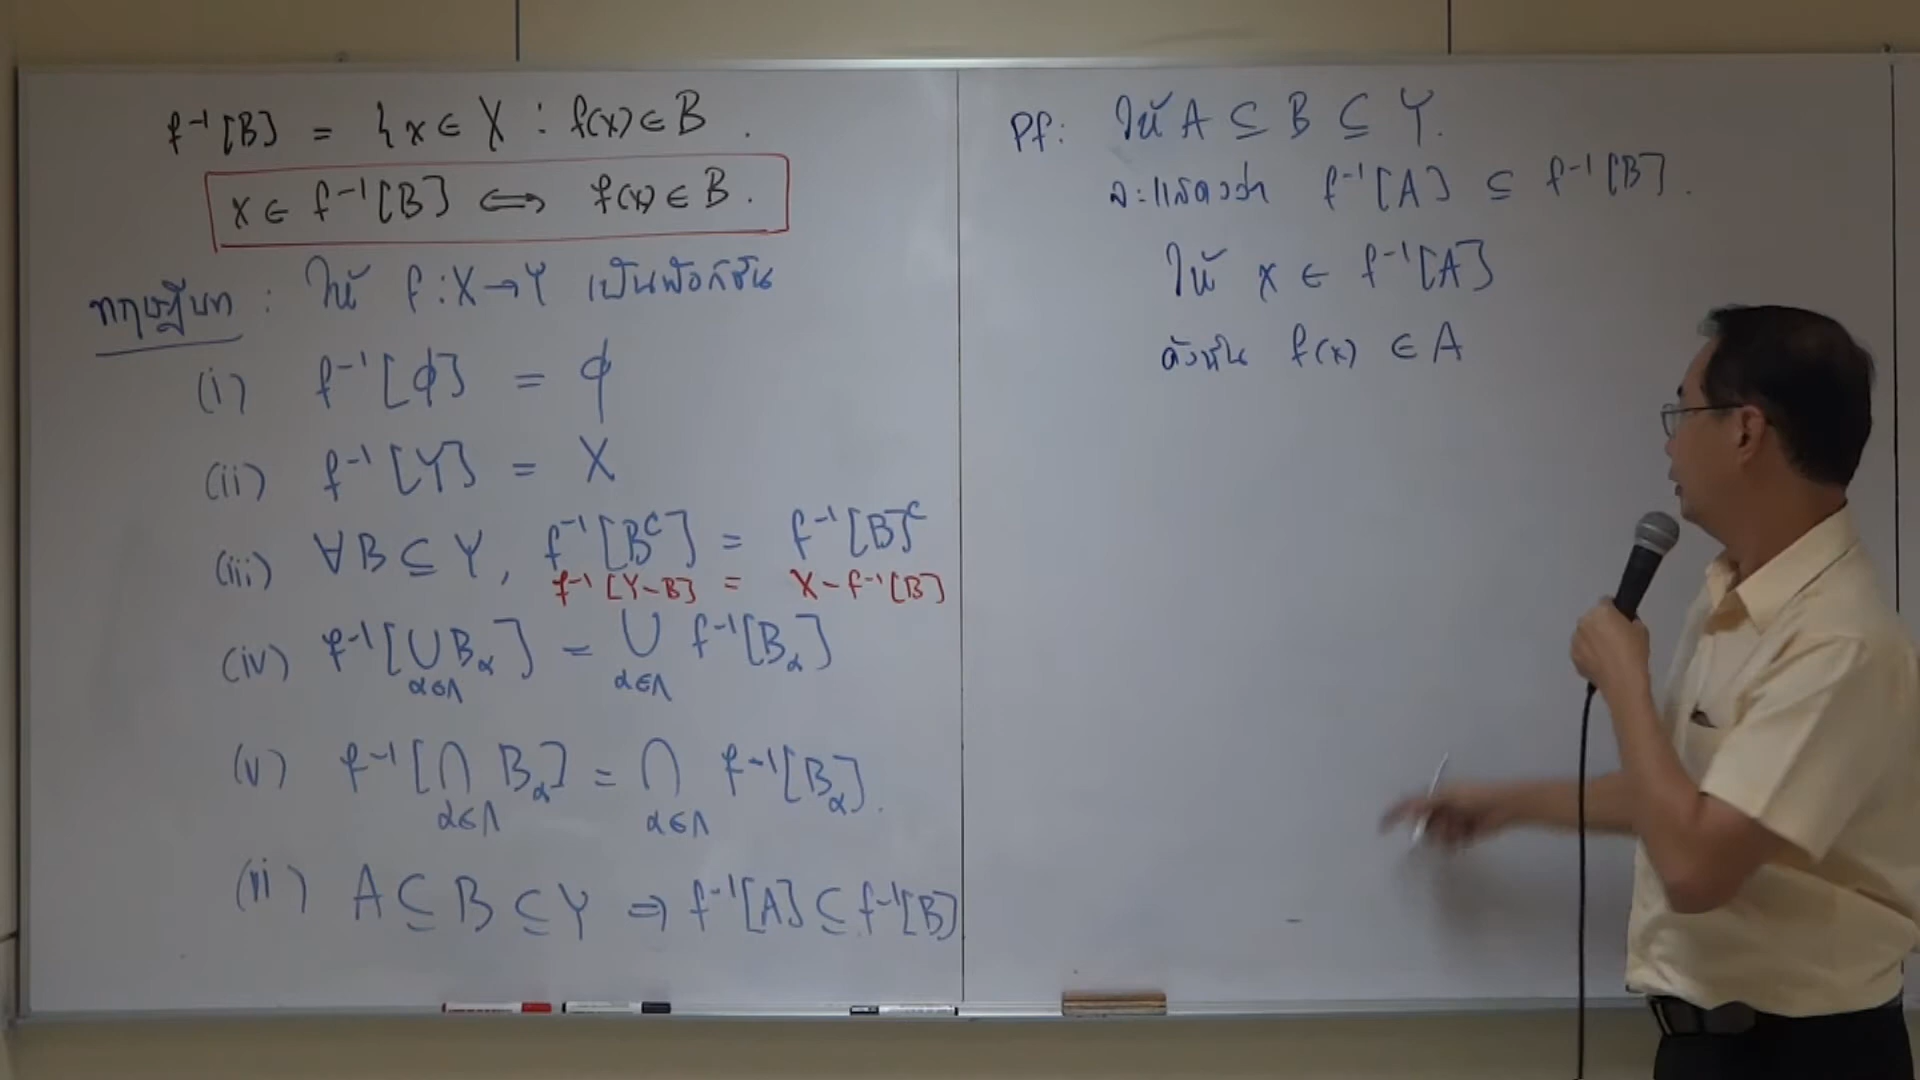 f⁻¹[B] = {x ∈ X : f(x) ∈ B .
x ∈ f⁻¹[B] ⟺ f(x) ∈ B .
ทฤษฎีบท : ให้ f : X → Y เป็นฟังก์ชัน
(i) f⁻¹[ϕ] = ϕ
(ii) f⁻¹[Y] = X
(iii) ∀B ⊆ Y, f⁻¹[Bᶜ] = f⁻¹[B]ᶜ
f⁻¹[Y-B] = X - f⁻¹[B]
(iv) f⁻¹[⋃_{α∈Λ} B_α] = ⋃_{α∈Λ} f⁻¹[B_α]
(v) f⁻¹[⋂_{α∈Λ} B_α] = ⋂_{α∈Λ} f⁻¹[B_α].
(vi) A ⊆ B ⊆ Y ⇒ f⁻¹[A] ⊆ f⁻¹[B]
Pf: ให้ A ⊆ B ⊆ Y.
จะแสดงว่า f⁻¹[A] ⊆ f⁻¹[B] .
ให้ x ∈ f⁻¹[A]
ดังนั้น f(x) ∈ A